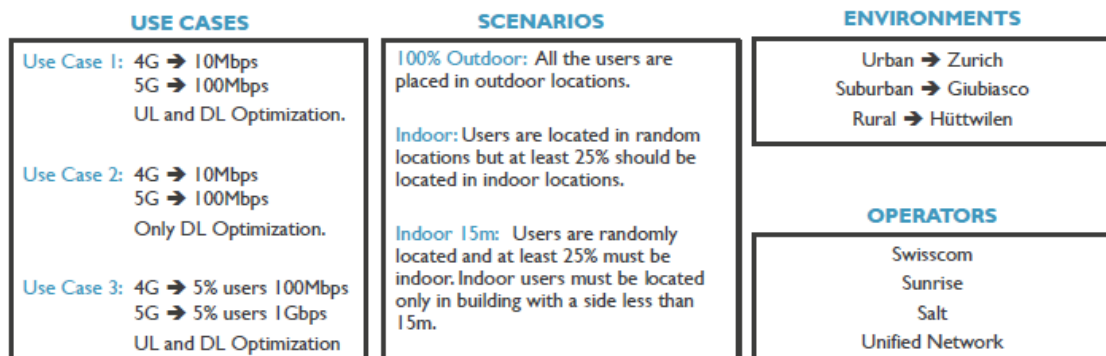 USE CASES
Use Case 1: 4G ➔ 10Mbps
5G ➔ 100Mbps
UL and DL Optimization.
Use Case 2: 4G ➔ 10Mbps
5G ➔ 100Mbps
Only DL Optimization.
Use Case 3: 4G ➔ 5% users 100Mbps
5G ➔ 5% users 1Gbps
UL and DL Optimization
SCENARIOS
100% Outdoor: All the users are
placed in outdoor locations.
Indoor: Users are located in random
locations but at least 25% should be
located in indoor locations.
Indoor 15m: Users are randomly
located and at least 25% must be
indoor. Indoor users must be located
only in building with a side less than
15m.
ENVIRONMENTS
Urban ➔ Zurich
Suburban ➔ Giubiasco
Rural ➔ Hüttwilen
OPERATORS
Swisscom
Sunrise
Salt
Unified Network